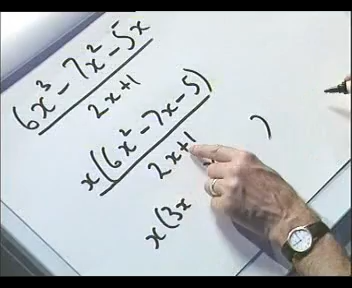 6x³ - 7x² - 5x
2x+1
x(6x² - 7x - 5)
2x+1
x(3x )